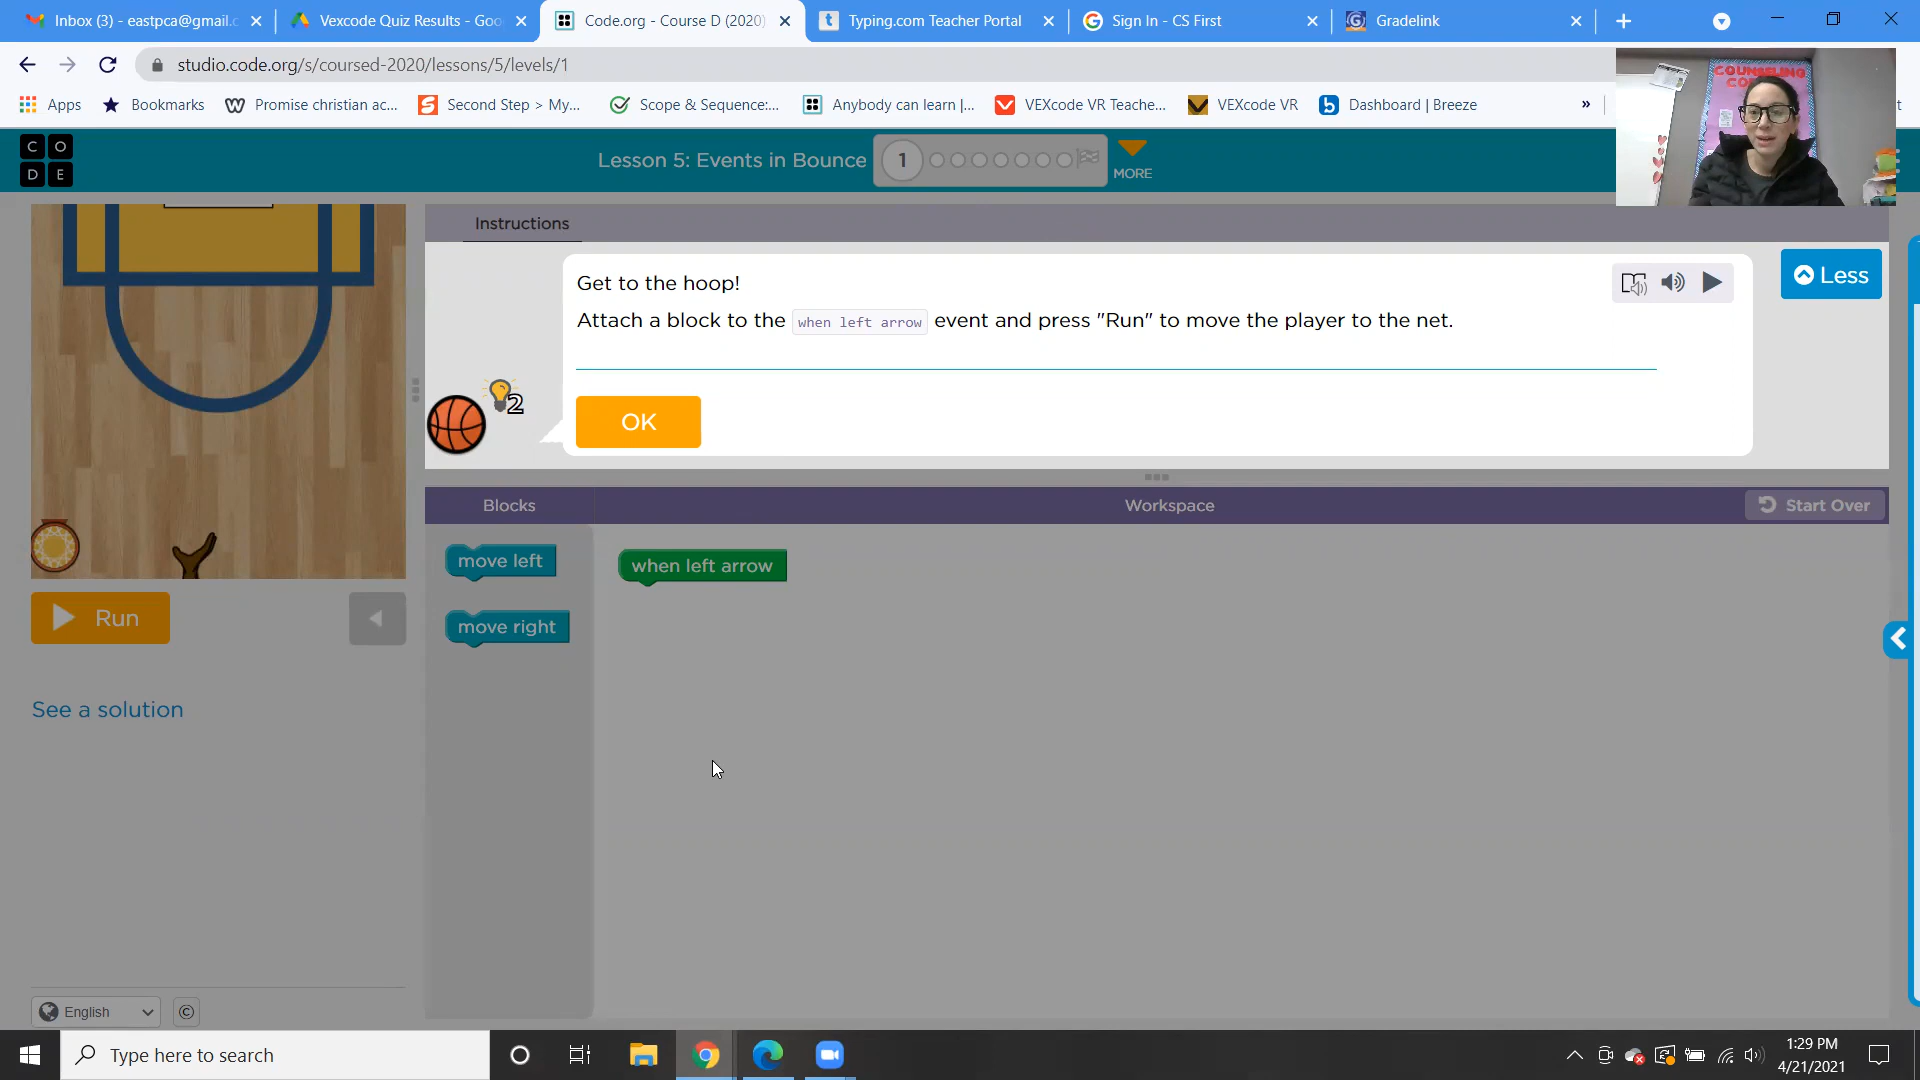 Inbox (3) - eastpca@gmail.c
Vexcode Quiz Results - Goo
Code.org - Course D (2020)
Typing.com Teacher Portal
Sign In - CS First
Gradelink
studio.code.org/s/coursed-2020/lessons/5/levels/1
Apps
Bookmarks
Promise christian ac...
Second Step > My...
Scope & Sequence:...
Anybody can learn |...
VEXcode VR Teache...
VEXcode VR
Dashboard | Breeze
»
C O
D E
Lesson 5: Events in Bounce
1
MORE
COUNSELING
Instructions
Get to the hoop!
Attach a block to the when left arrow event and press "Run" to move the player to the net.
Less
2
OK
Blocks
Workspace
Start Over
move left
when left arrow
move right
Run
See a solution
English
©
Type here to search
1:29 PM
4/21/2021